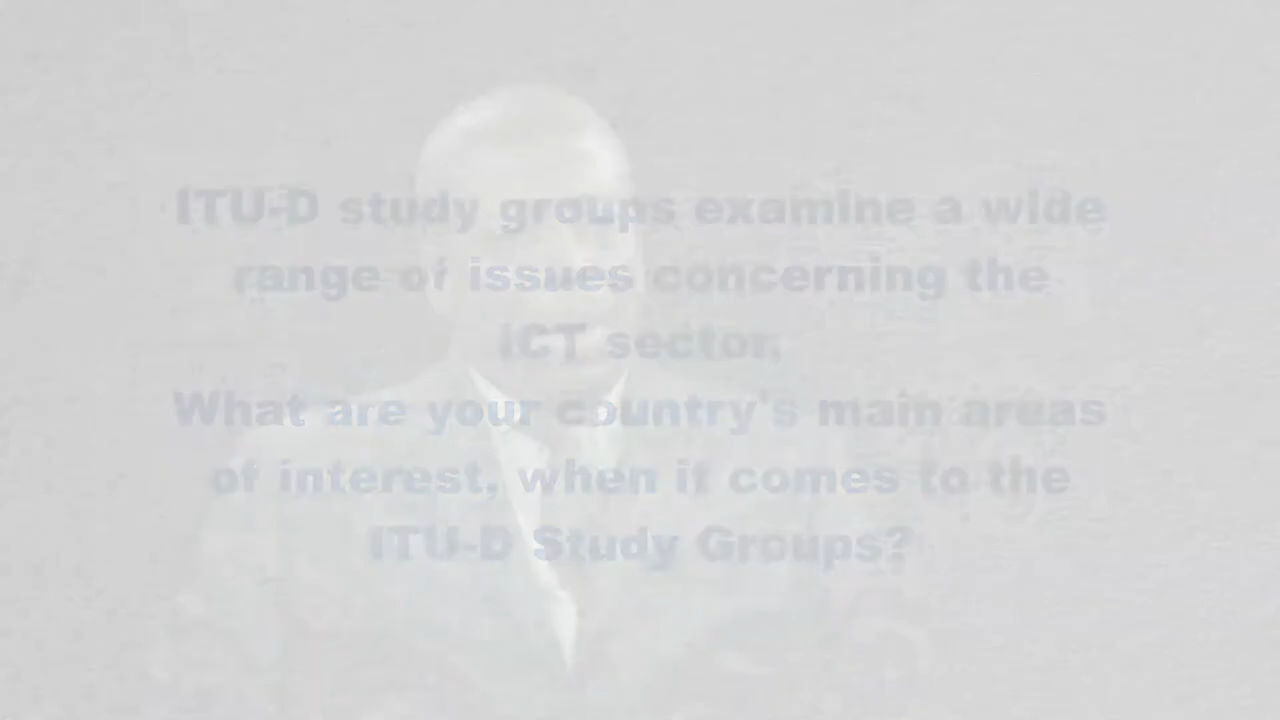 ITU-D study groups examine a wide
range of issues concerning the
ICT sector.
What are your country's main areas
of interest, when it comes to the
ITU-D Study Groups?